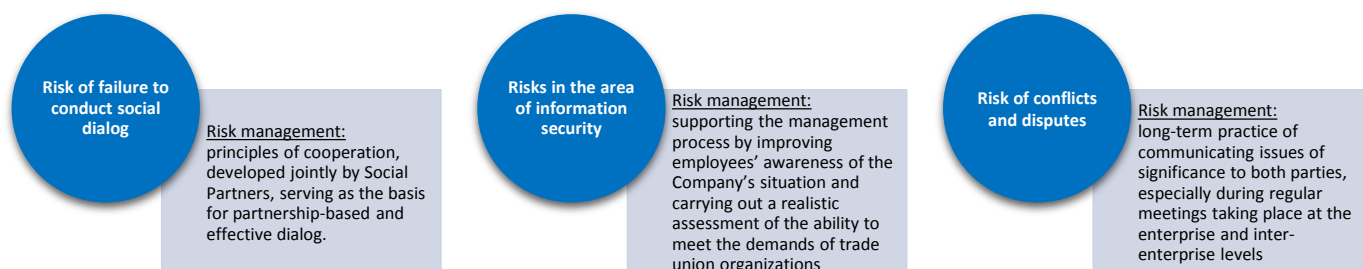 Risk of failure to
conduct social
dialog
Risk management:
principles of cooperation,
developed jointly by Social
Partners, serving as the basis
for partnership-based and
effective dialog.
Risks in the area
of information
security
Risk management:
supporting the management
process by improving
employees' awareness of the
Company's situation and
carrying out a realistic
assessment of the ability to
meet the demands of trade
union organizations
Risk of conflicts
and disputes
Risk management:
long-term practice of
communicating issues of
significance to both parties,
especially during regular
meetings taking place at the
enterprise and inter-
enterprise levels